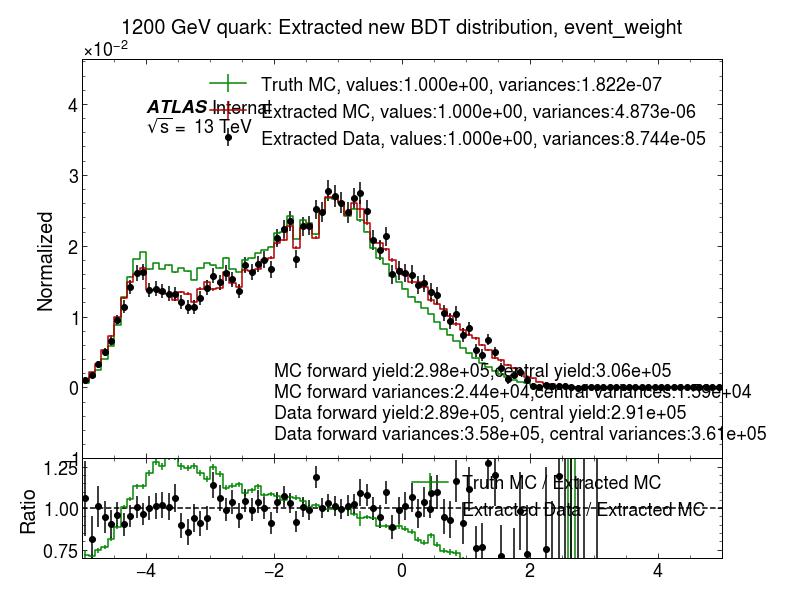 1200 GeV quark: Extracted new BDT distribution, event_weight
×10−2
Truth MC, values:1.000e+00, variances:1.822e-07
ATLAS Internal
Extracted MC, values:1.000e+00, variances:4.873e-06
√s = 13 TeV
Extracted Data, values:1.000e+00, variances:8.744e-05
4
3
2
1
0
Normalized
MC forward yield:2.98e+05,central yield:3.06e+05
MC forward variances:2.44e+04,central variances:1.59e+04
Data forward yield:2.89e+05, central yield:2.91e+05
Data forward variances:3.58e+05, central variances:3.61e+05
1
1.25
1.00
0.75
Ratio
Truth MC / Extracted MC
Extracted Data / Extracted MC
−4 −2 0 2 4